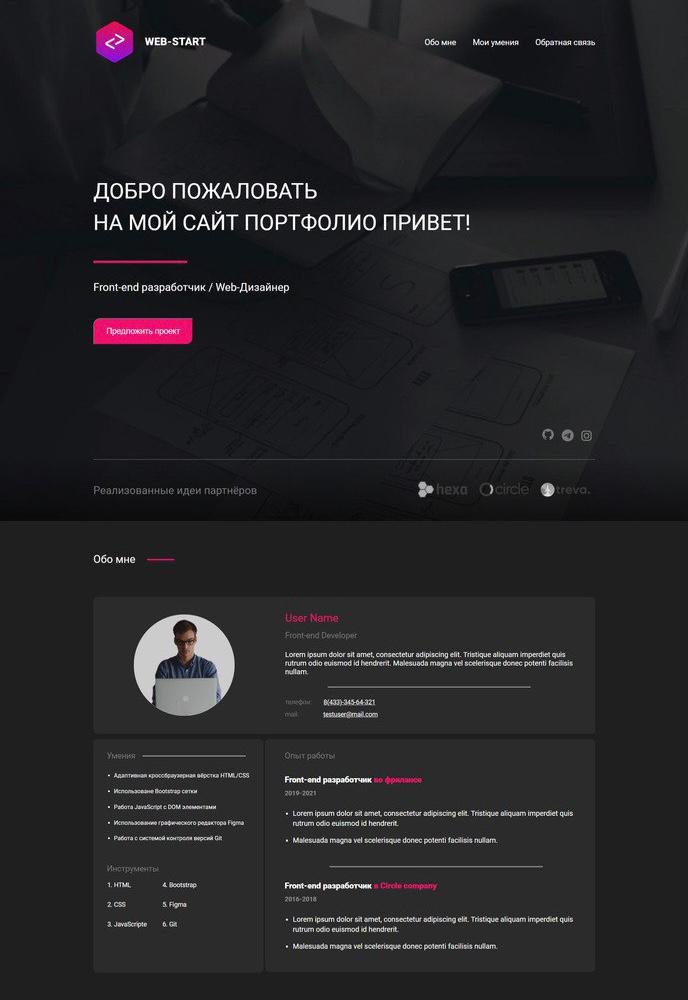 WEB-START
Обо мне
Мои умения
Обратная связь
ДОБРО ПОЖАЛОВАТЬ
НА МОЙ САЙТ ПОРТФОЛИО ПРИВЕТ!
Front-end разработчик / Web-Дизайнер
Предложить проект
Реализованные идеи партнёров
hexa
circle
treva.
Обо мне
User Name
Front-end Developer
Lorem ipsum dolor sit amet, consectetur adipiscing elit. Tristique aliquam imperdiet quis
rutrum odio euismod id hendrerit. Malesuada magna vel scelerisque donec potenti facilisis
nullam.
телефон: 8(433)-345-64-321
mail: testuser@mail.com
Умения
• Адаптивная кроссбраузерная вёрстка HTML/CSS
• Использоване Bootstrap сетки
• Работа JavaScript с DOM элементами
• Использование графического редактора Figma
• Работа с системой контроля версий Git
Инструменты
1. HTML
2. CSS
3. JavaScripte
4. Bootstrap
5. Figma
6. Git
Опыт работы
Front-end разработчик во фрилансе
2019-2021
• Lorem ipsum dolor sit amet, consectetur adipiscing elit. Tristique aliquam imperdiet quis
rutrum odio euismod id hendrerit.
• Malesuada magna vel scelerisque donec potenti facilisis nullam.
Front-end разработчик в Circle company
2016-2018
• Lorem ipsum dolor sit amet, consectetur adipiscing elit. Tristique aliquam imperdiet quis
rutrum odio euismod id hendrerit.
• Malesuada magna vel scelerisque donec potenti facilisis nullam.